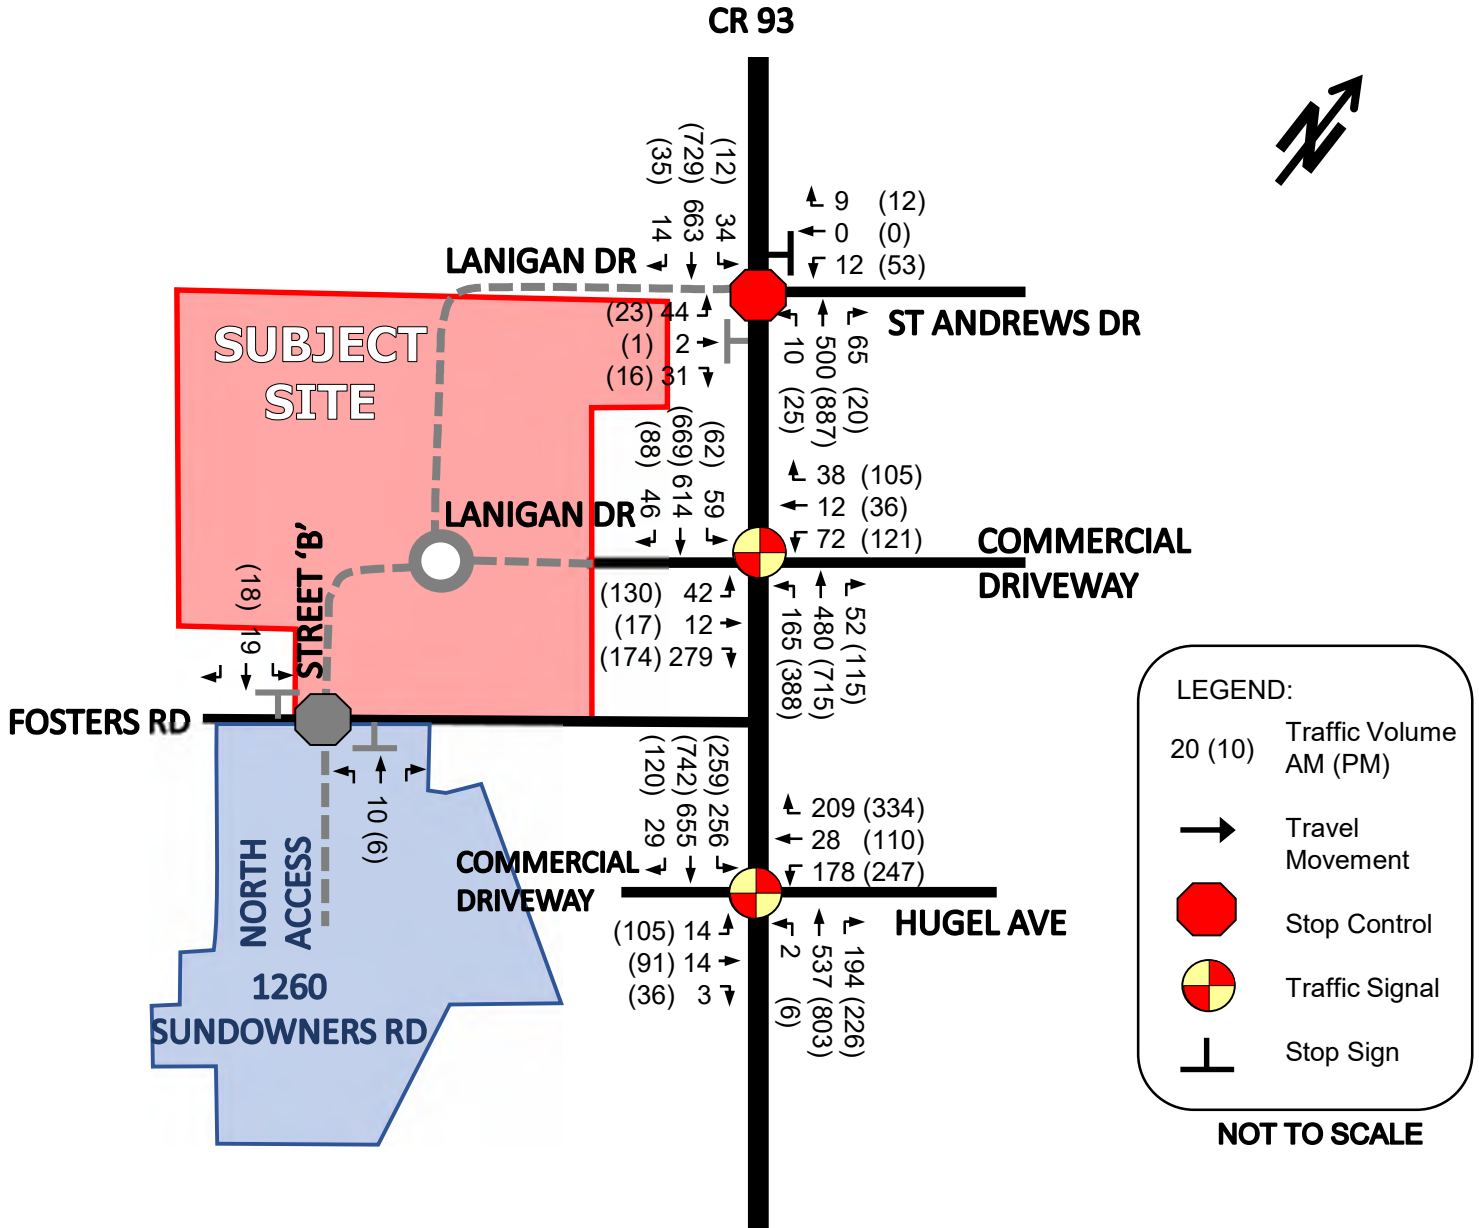 CR 93
(35) 14
(729) 663
(12) 34
9 (12)
0 (0)
12 (53)
LANIGAN DR
ST ANDREWS DR
(23) 44
(1) 2
(16) 31
10 (25)
500 (887)
65 (20)
SUBJECT
SITE
(88) 46
(669) 614
(62) 59
38 (105)
12 (36)
72 (121)
LANIGAN DR
COMMERCIAL
DRIVEWAY
(130) 42
(17) 12
(174) 279
165 (388)
480 (715)
52 (115)
STREET 'B'
(18) 19
FOSTERS RD
10 (6)
(120) 29
(742) 655
(259) 256
209 (334)
28 (110)
178 (247)
COMMERCIAL
DRIVEWAY
HUGEL AVE
(105) 14
(91) 14
(36) 3
2 (6)
537 (803)
194 (226)
NORTH
ACCESS
1260
SUNDOWNERS RD
N
LEGEND:
20 (10) Traffic Volume
AM (PM)
Travel
Movement
Stop Control
Traffic Signal
Stop Sign
NOT TO SCALE